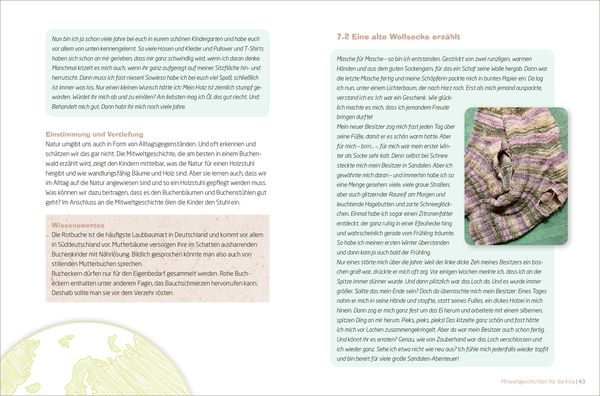 Nun bin ich ja schon viele Jahre bei euch in eurem schönen Kindergarten und habe euch
vor allem von unten kennengelernt. So viele Hosen und Kleider und Pullover und T-Shirts
haben sich schon an mir gerieben, dass mir ganz schwindlig wird, wenn ich daran denke.
Manchmal kitzelt es mich auch, wenn ihr ganz aufgeregt auf meiner Sitzfläche hin- und
herrutscht. Dann muss ich fast niesen! Sowieso habe ich bei euch viel Spaß, schließlich
ist immer was los. Nur einen kleinen Wunsch hätte ich: Mein Holz ist ziemlich stumpf ge-
worden. Würdet ihr mich ab und zu einölen? Am liebsten mag ich Öl, das gut riecht. Und:
Behandelt mich gut. Dann habt ihr mich noch viele Jahre.
Einstimmung und Vertiefung
Natur umgibt uns auch in Form von Alltagsgegenständen. Und oft erkennen und
schätzen wir das gar nicht. Die Mitweltgeschichte, die am besten in einem Buchen-
wald erzählt wird, zeigt den Kindern mittelbar, was die Natur für einen Holzstuhl
hergibt und wie wandlungsfähig Bäume und Holz sind. Aber sie lernen auch, dass wir
im Alltag auf die Natur angewiesen sind und so ein Holzstuhl gepflegt werden muss.
Was können wir dazu beitragen, dass es den Buchenbäumen und Buchenstühlen gut
geht? Im Anschluss an die Mitweltgeschichte ölen die Kinder den Stuhl ein.
Wissenswertes
Die Rotbuche ist die häufigste Laubbaumart in Deutschland und kommt vor allem
in Süddeutschland vor. Mutterbäume versorgen ihre im Schatten ausharrenden
Buchenkinder mit Nährlösung. Bildlich gesprochen könnte man also auch von
stillenden Mutterbuchen sprechen.
Bucheckern dürfen nur für den Eigenbedarf gesammelt werden. Rohe Buch-
eckern enthalten unter anderem Fagin, das Bauchschmerzen hervorrufen kann.
Deshalb sollte man sie vor dem Verzehr rösten.
7.2 Eine alte Wollsocke erzählt
Masche für Masche – so bin ich entstanden. Gestrickt von zwei runzligen, warmen
Händen und aus dem guten Sockengarn, für das ein Schaf seine Wolle hergab. Dann war
die letzte Masche fertig und meine Schöpferin packte mich in buntes Papier ein. Da lag
ich nun, unter einem Lichterbaum, der nach Harz roch. Erst als mich jemand auspackte,
verstand ich es: Ich war ein Geschenk. Wie glück-
lich machte es mich, dass ich jemandem Freude
bringen durfte!
Mein neuer Besitzer zog mich fast jeden Tag über
seine Füße, damit er es schön warm hatte. Aber
für mich – brrrr... –, für mich war mein erster Win-
ter als Socke sehr kalt. Denn selbst bei Schnee
steckte mich mein Besitzer in Sandalen. Aber ich
gewöhnte mich daran – und immerhin habe ich so
eine Menge gesehen: viele, viele graue Straßen,
aber auch glitzernder Raureif am Morgen und
leuchtende Hagebutten und zarte Schneeglöck-
chen. Einmal habe ich sogar einen Zitronenfalter
entdeckt, der ganz ruhig in einer Efeuhecke hing
und wahrscheinlich gerade vom Frühling träumte.
So habe ich meinen ersten Winter überstanden
und dann kam ja auch bald der Frühling.
Nur eines störte mich über die Jahre: Weil der linke dicke Zeh meines Besitzers ein biss-
chen groß war, drückte er mich oft arg. Vor einigen Wochen merkte ich, dass ich an der
Spitze immer dünner wurde. Und dann plötzlich war das Loch da. Und es wurde immer
größer. Sollte das mein Ende sein? Doch da überraschte mich mein Besitzer: Eines Tages
nahm er mich in seine Hände und stopfte, statt seines Fußes, ein dickes Holzei in mich
hinein. Dann zog er mich ganz fest um das Ei herum und arbeitete mit einem silbernen,
spitzen Ding an mir herum. Pieks, pieks, pieks! Das kitzelte ganz schön und fast hätte
ich mich vor Lachen zusammengekringelt. Aber da war mein Besitzer auch schon fertig.
Und könnt ihr es erraten? Genau, wie von Zauberhand war das Loch verschlossen und
ich wieder ganz. Sehe ich etwa nicht wie neu aus? Ich fühle mich jedenfalls wieder topfit
und bin bereit für viele große Sandalen-Abenteuer!
Mitweltgeschichten für die Kita | 43